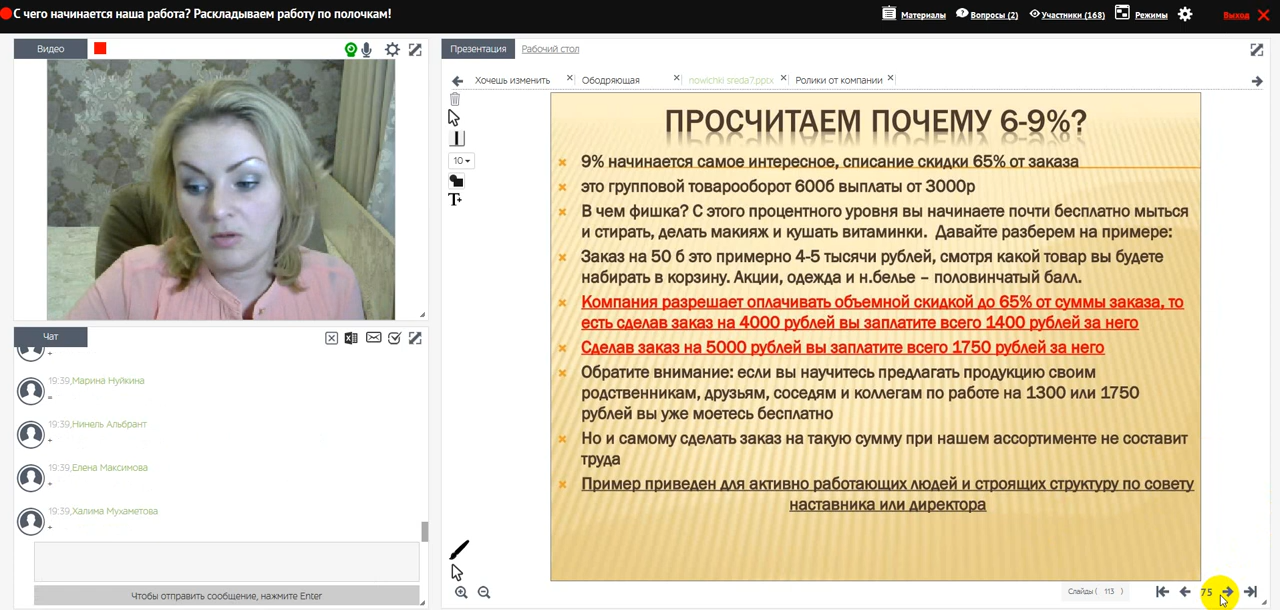 С чего начинается наша работа? Раскладываем работу по полочкам!
Материалы
Вопросы (2)
Участники (168)
Режимы
Выход
Видео
Презентация
Рабочий стол
Хочешь изменить
Ободряющая
nowichki sreda7.pptx
Ролики от компании
10
T+
ПРОСЧИТАЕМ ПОЧЕМУ 6-9%?
9% начинается самое интересное, списание скидки 65% от заказа
это групповой товарооборот 600б выплаты от 3000р
В чем фишка? С этого процентного уровня вы начинаете почти бесплатно мыться
и стирать, делать макияж и кушать витаминки. Давайте разберем на примере:
Заказ на 50 б это примерно 4-5 тысячи рублей, смотря какой товар вы будете
набирать в корзину. Акции, одежда и н.белье – половинчатый балл.
Компания разрешает оплачивать объемной скидкой до 65% от суммы заказа, то
есть сделав заказ на 4000 рублей вы заплатите всего 1400 рублей за него
Сделав заказ на 5000 рублей вы заплатите всего 1750 рублей за него
Обратите внимание: если вы научитесь предлагать продукцию своим
родственникам, друзьям, соседям и коллегам по работе на 1300 или 1750
рублей вы уже моетесь бесплатно
Но и самому сделать заказ на такую сумму при нашем ассортименте не составит
труда
Пример приведен для активно работающих людей и строящих структуру по совету
наставника или директора
Слайды ( 113 )
75
Чат
+
19:39,Марина Нуйкина
=
19:39,Нинель Альбрант
+
19:39,Елена Максимова
+
19:39,Халима Мухаметова
+
Чтобы отправить сообщение, нажмите Enter